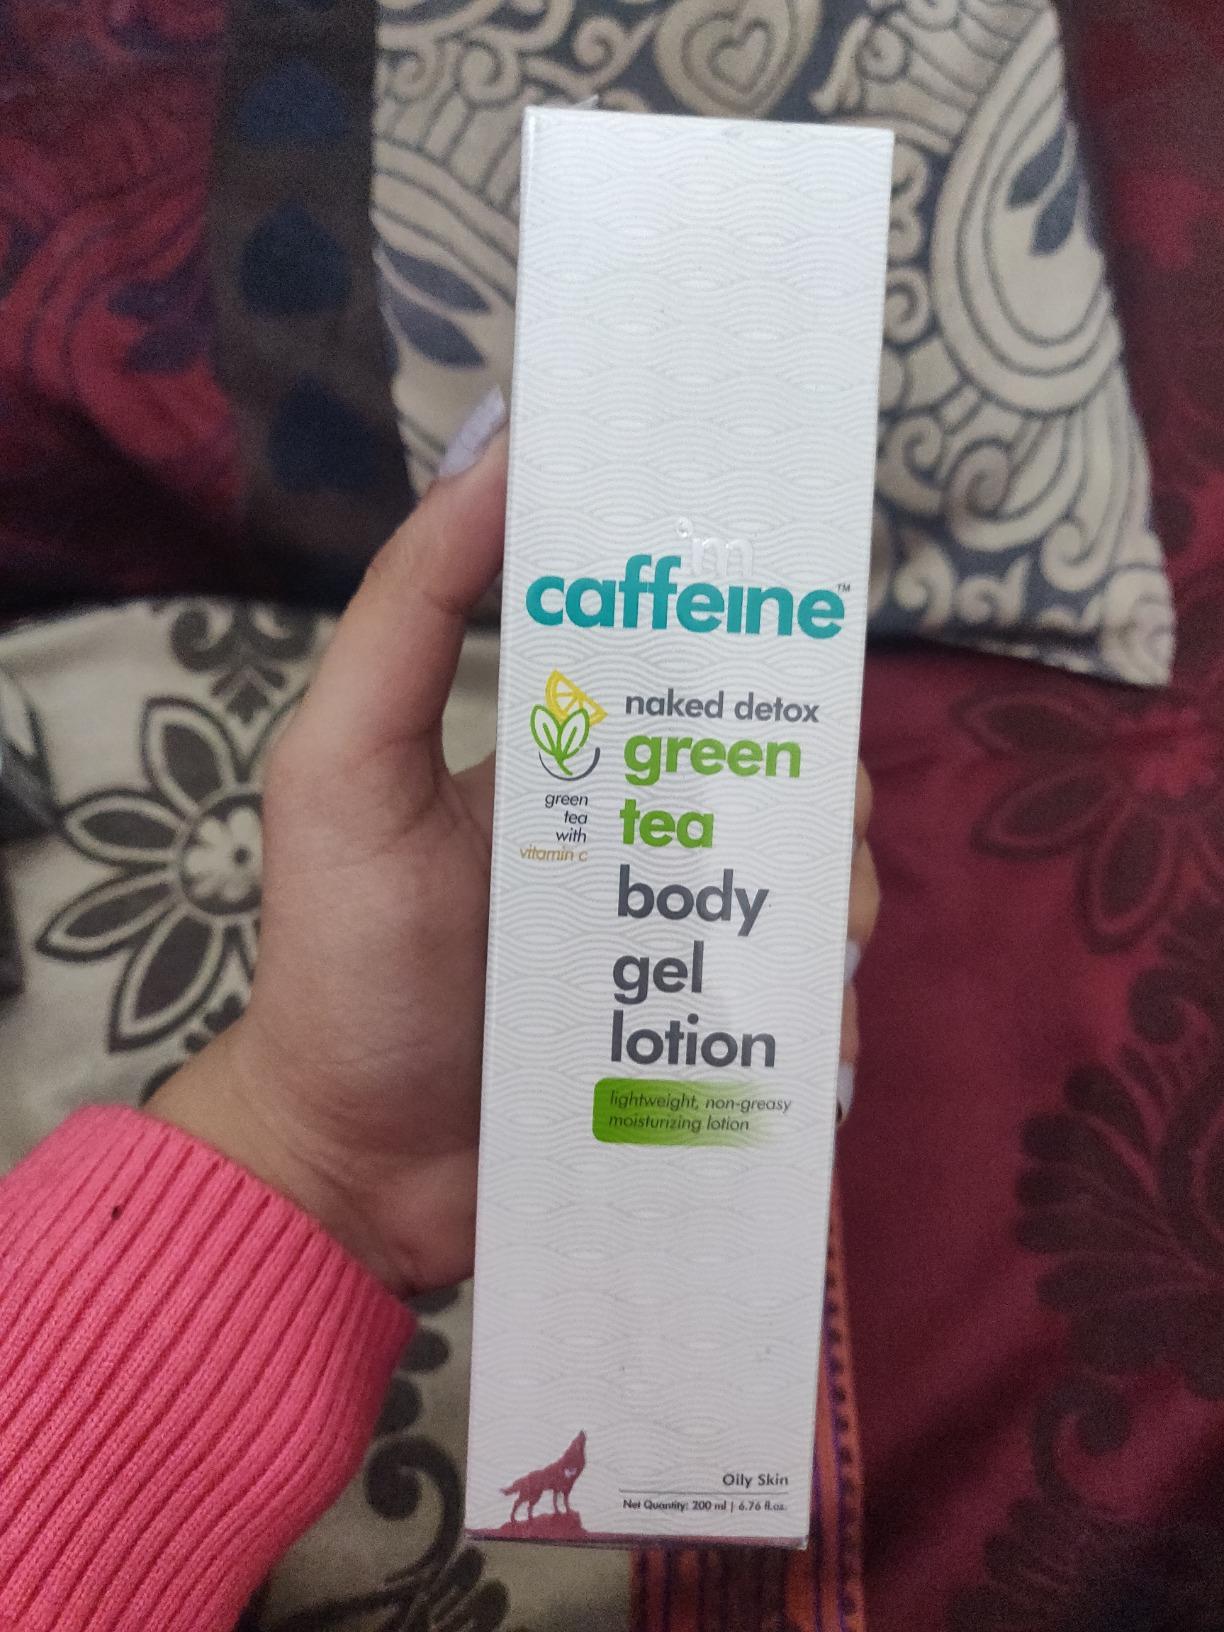 m
caffeine™
naked detox
green
tea
body
gel
lotion
green
tea
with
vitamin c
lightweight, non-greasy
moisturizing lotion
Oily Skin
Net Quantity: 200 ml | 6.76 fl.oz.